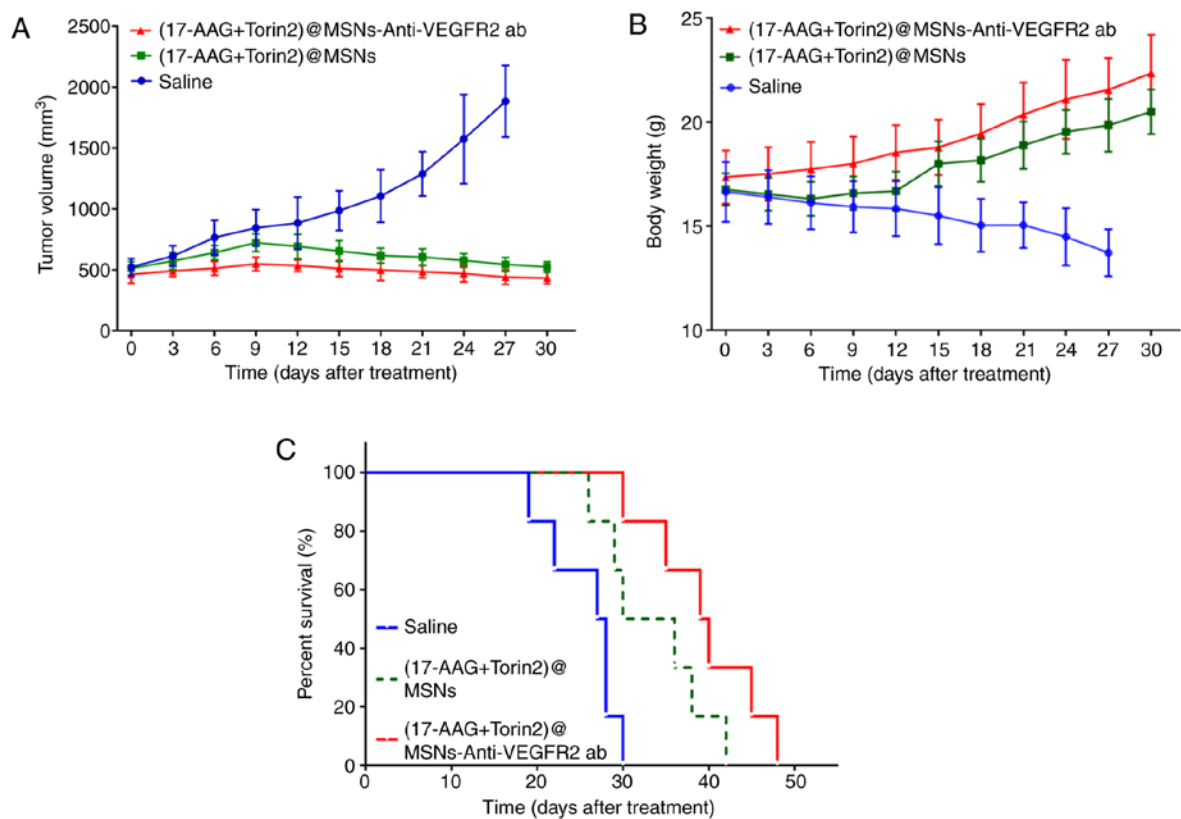 A
(17-AAG+Torin2)@MSNs-Anti-VEGFR2 ab
(17-AAG+Torin2)@MSNs
Saline
Tumor volume (mm³)
2500
2000
1500
1000
500
0
0 3 6 9 12 15 18 21 24 27 30
Time (days after treatment)
B
(17-AAG+Torin2)@MSNs-Anti-VEGFR2 ab
(17-AAG+Torin2)@MSNs
Saline
Body weight (g)
25
20
15
10
0 3 6 9 12 15 18 21 24 27 30
Time (days after treatment)
C
Percent survival (%)
100
80
60
40
20
0
Saline
(17-AAG+Torin2)@
MSNs
(17-AAG+Torin2)@
MSNs-Anti-VEGFR2 ab
0 10 20 30 40 50
Time (days after treatment)